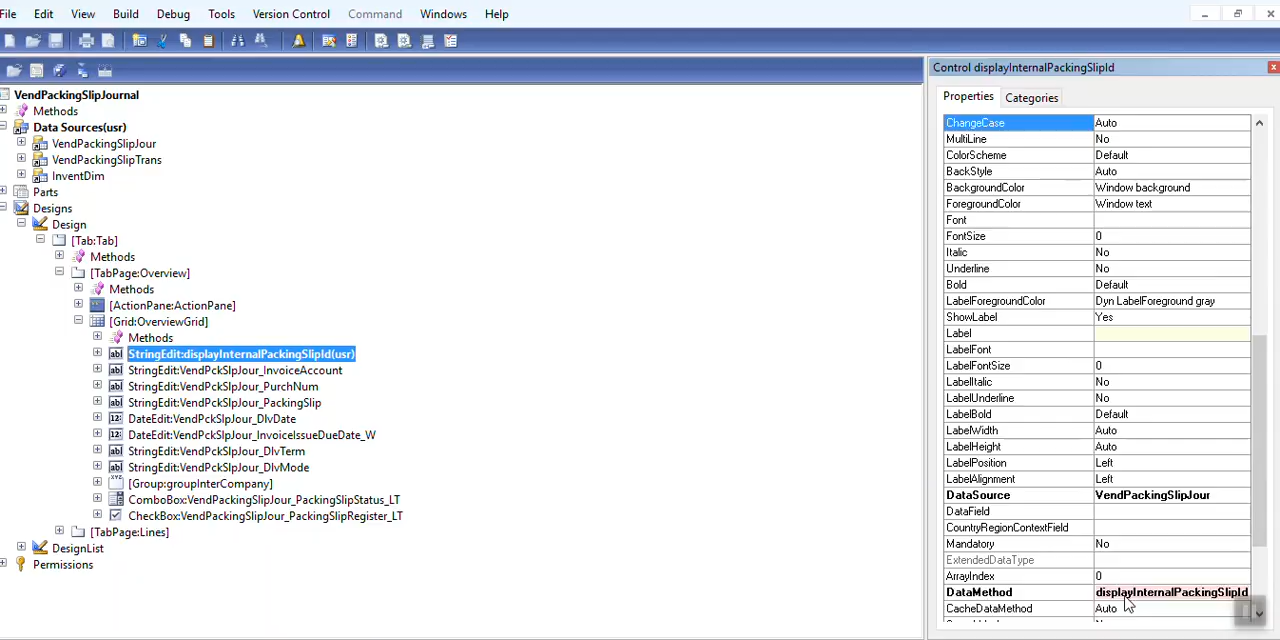 File Edit View Build Debug Tools Version Control Command Windows Help
Control displayInternalPackingSlipId
Properties Categories
VendPackingSlipJournal
Methods
Data Sources(usr)
VendPackingSlipJour
VendPackingSlipTrans
InventDim
Parts
Designs
Design
[Tab:Tab]
Methods
[TabPage:Overview]
Methods
[ActionPane:ActionPane]
[Grid:OverviewGrid]
Methods
StringEdit:displayInternalPackingSlipId(usr)
StringEdit:VendPckSlpJour_InvoiceAccount
StringEdit:VendPckSlpJour_PurchNum
StringEdit:VendPckSlpJour_PackingSlip
DateEdit:VendPckSlpJour_DlvDate
DateEdit:VendPckSlpJour_InvoiceIssueDueDate_W
StringEdit:VendPckSlpJour_DlvTerm
StringEdit:VendPckSlpJour_DlvMode
[Group:groupInterCompany]
ComboBox:VendPackingSlipJour_PackingSlipStatus_LT
CheckBox:VendPackingSlipJour_PackingSlipRegister_LT
[TabPage:Lines]
DesignList
Permissions
ChangeCase Auto
MultiLine No
ColorScheme Default
BackStyle Auto
BackgroundColor Window background
ForegroundColor Window text
Font
FontSize 0
Italic No
Underline No
Bold Default
LabelForegroundColor Dyn LabelForeground gray
ShowLabel Yes
Label
LabelFont
LabelFontSize 0
LabelItalic No
LabelUnderline No
LabelBold Default
LabelWidth Auto
LabelHeight Auto
LabelPosition Left
LabelAlignment Left
DataSource VendPackingSlipJour
DataField
CountryRegionContextField
Mandatory No
ExtendedDataType
ArrayIndex 0
DataMethod displayInternalPackingSlipId
CacheDataMethod Auto